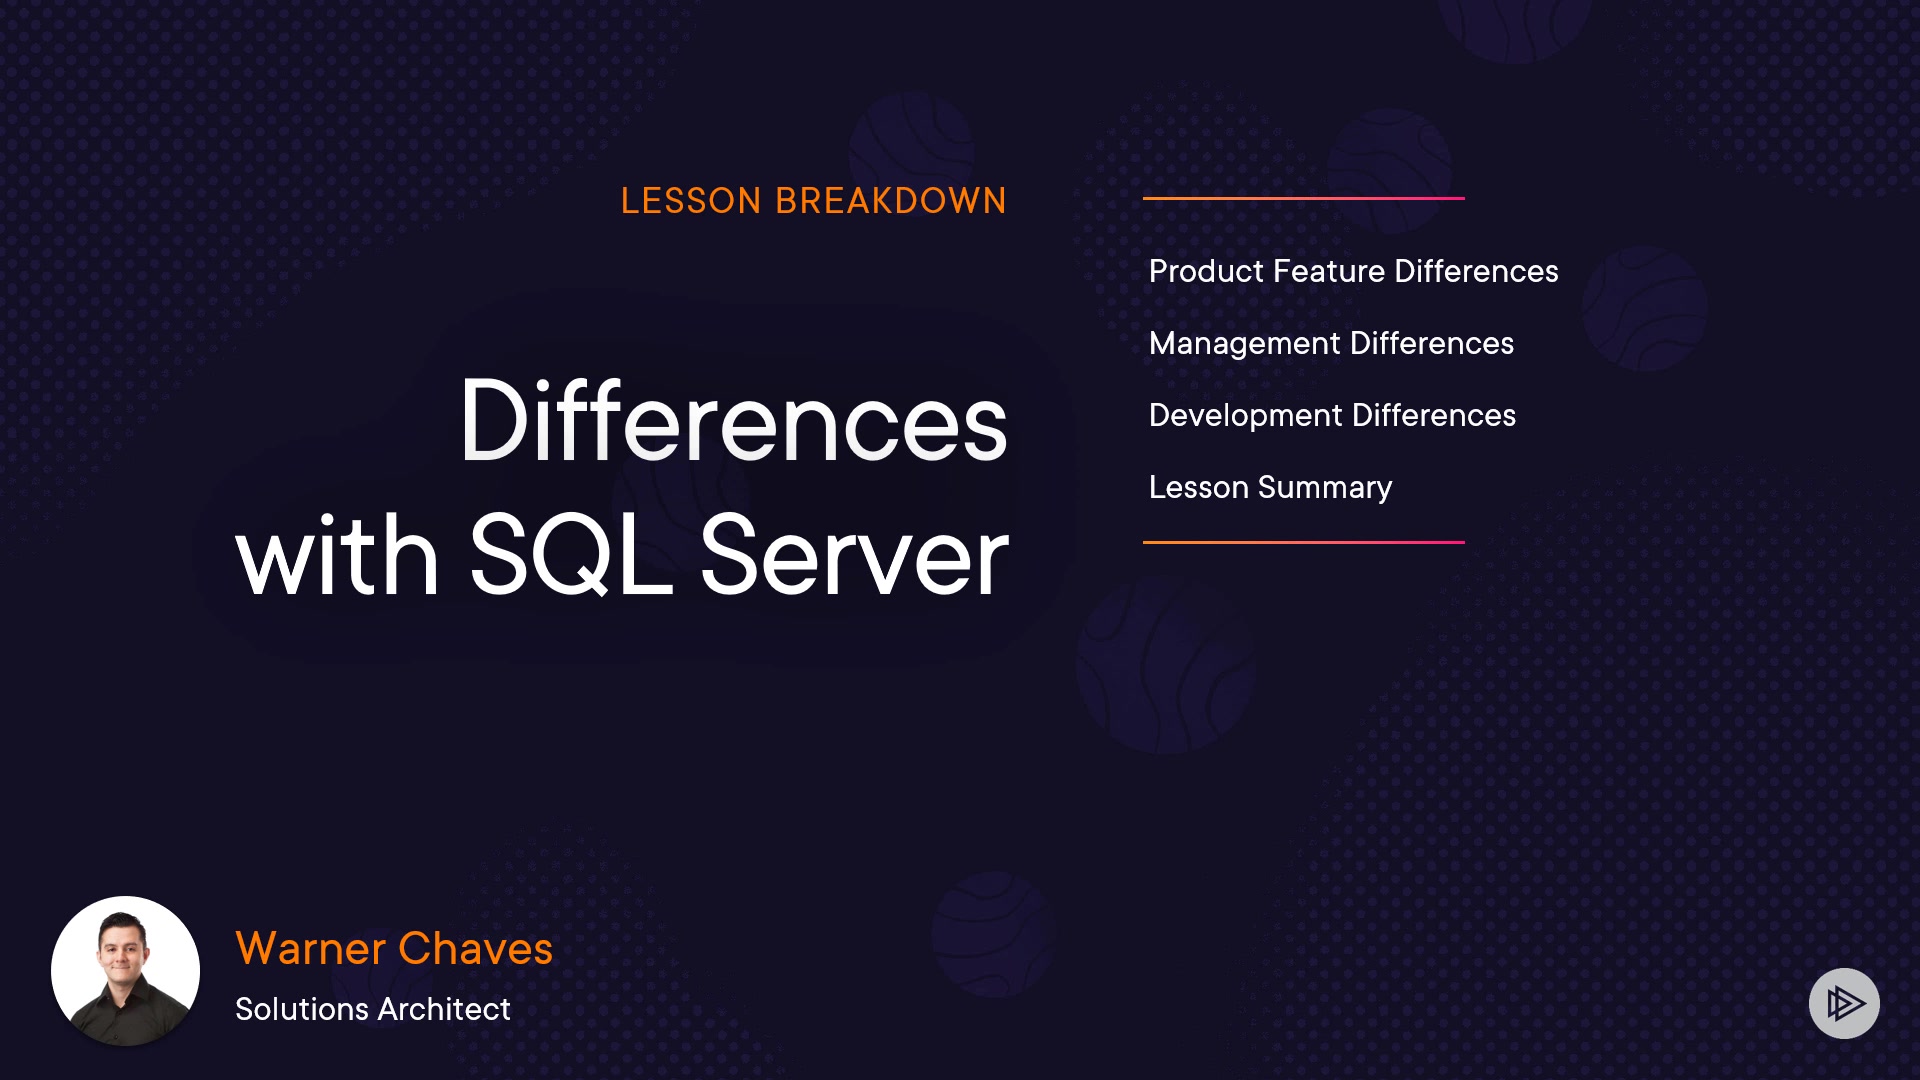 LESSON BREAKDOWN
Differences
with SQL Server
Product Feature Differences
Management Differences
Development Differences
Lesson Summary
Warner Chaves
Solutions Architect